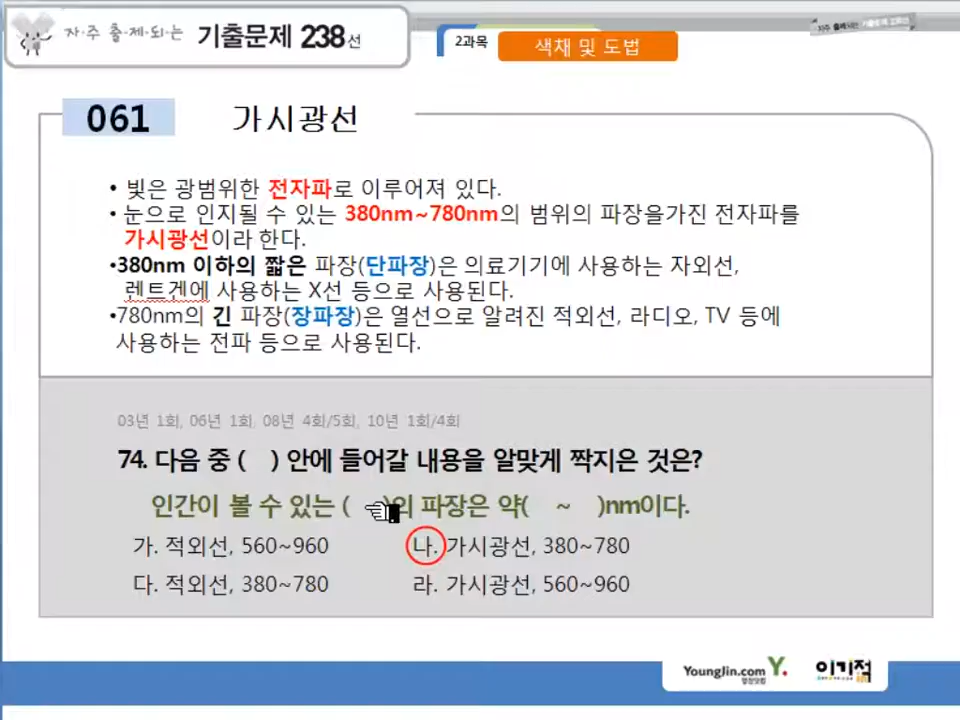 자·주 출·제·되·는 기출문제 238선
2과목
색채 및 도법
061
가시광선
• 빛은 광범위한 전자파로 이루어져 있다.
• 눈으로 인지될 수 있는 380nm~780nm의 범위의 파장을가진 전자파를
가시광선이라 한다.
•380nm 이하의 짧은 파장(단파장)은 의료기기에 사용하는 자외선,
렌트겐에 사용하는 X선 등으로 사용된다.
•780nm의 긴 파장(장파장)은 열선으로 알려진 적외선, 라디오, TV 등에
사용하는 전파 등으로 사용된다.
03년 1회, 06년 1회, 08년 4회/5회, 10년 1회/4회
74. 다음 중 (   ) 안에 들어갈 내용을 알맞게 짝지은 것은?
인간이 볼 수 있는 (   )의 파장은 약(   ~   )nm이다.
가. 적외선, 560~960
나. 가시광선, 380~780
다. 적외선, 380~780
라. 가시광선, 560~960
YoungJin.com Y.
영진닷컴
이기적